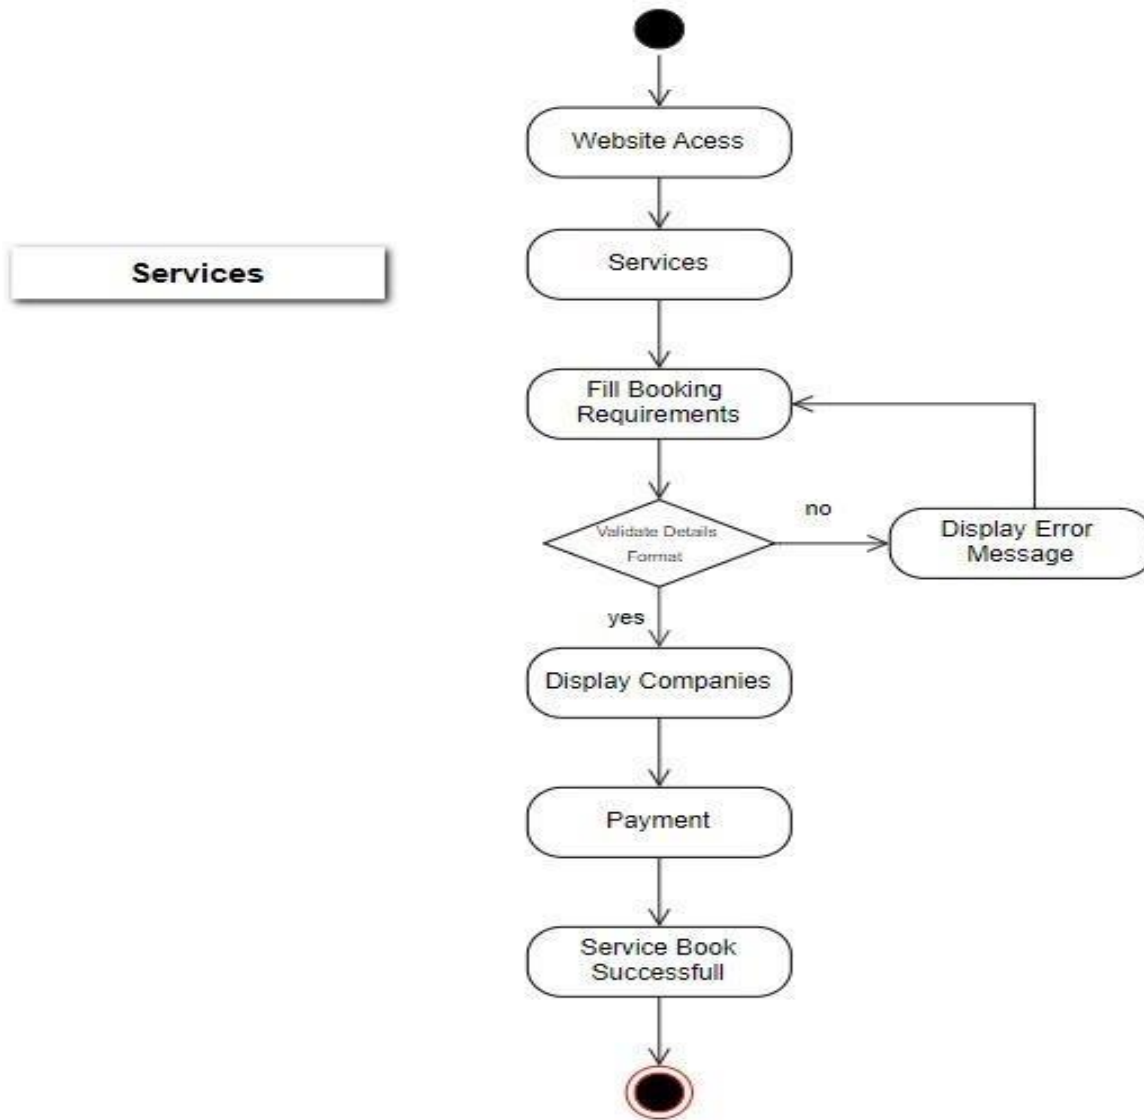 Website Acess
Services
Services
Fill Booking
Requirements
no
Validate Details
Format
Display Error
Message
yes
Display Companies
Payment
Service Book
Successfull